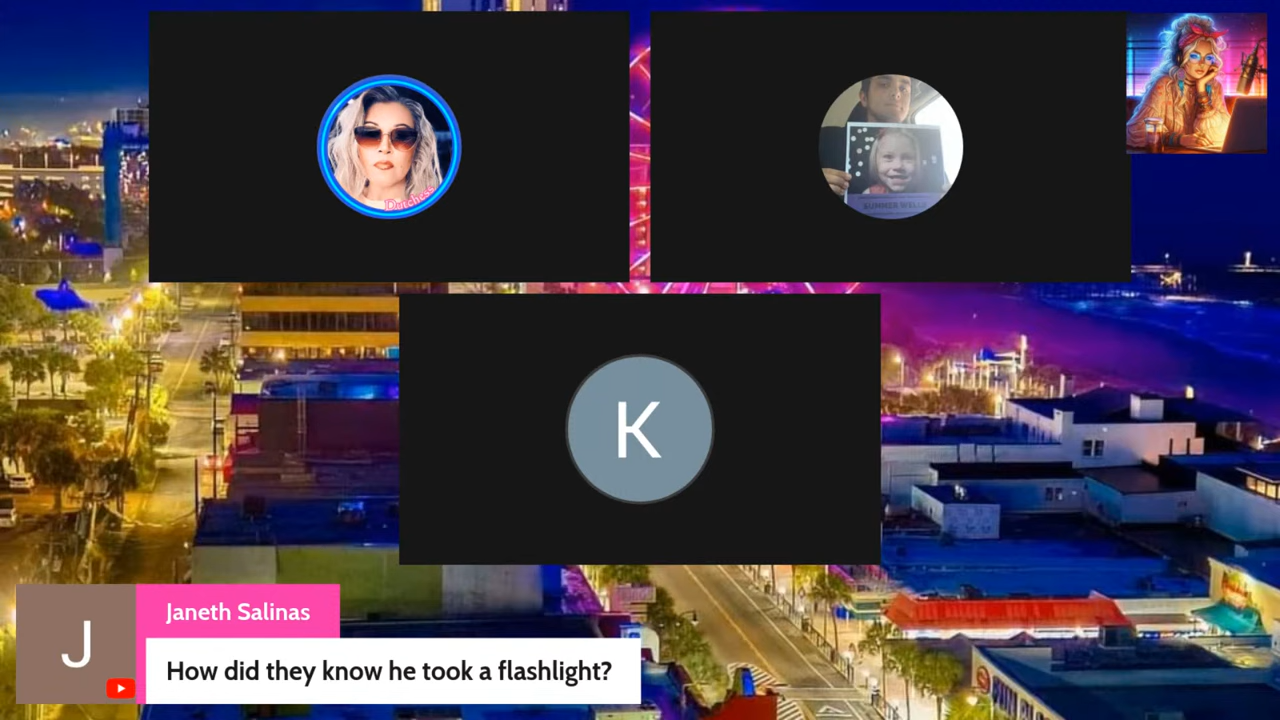 Dutchess
SUMMER WELLS
K
J
Janeth Salinas
How did they know he took a flashlight?